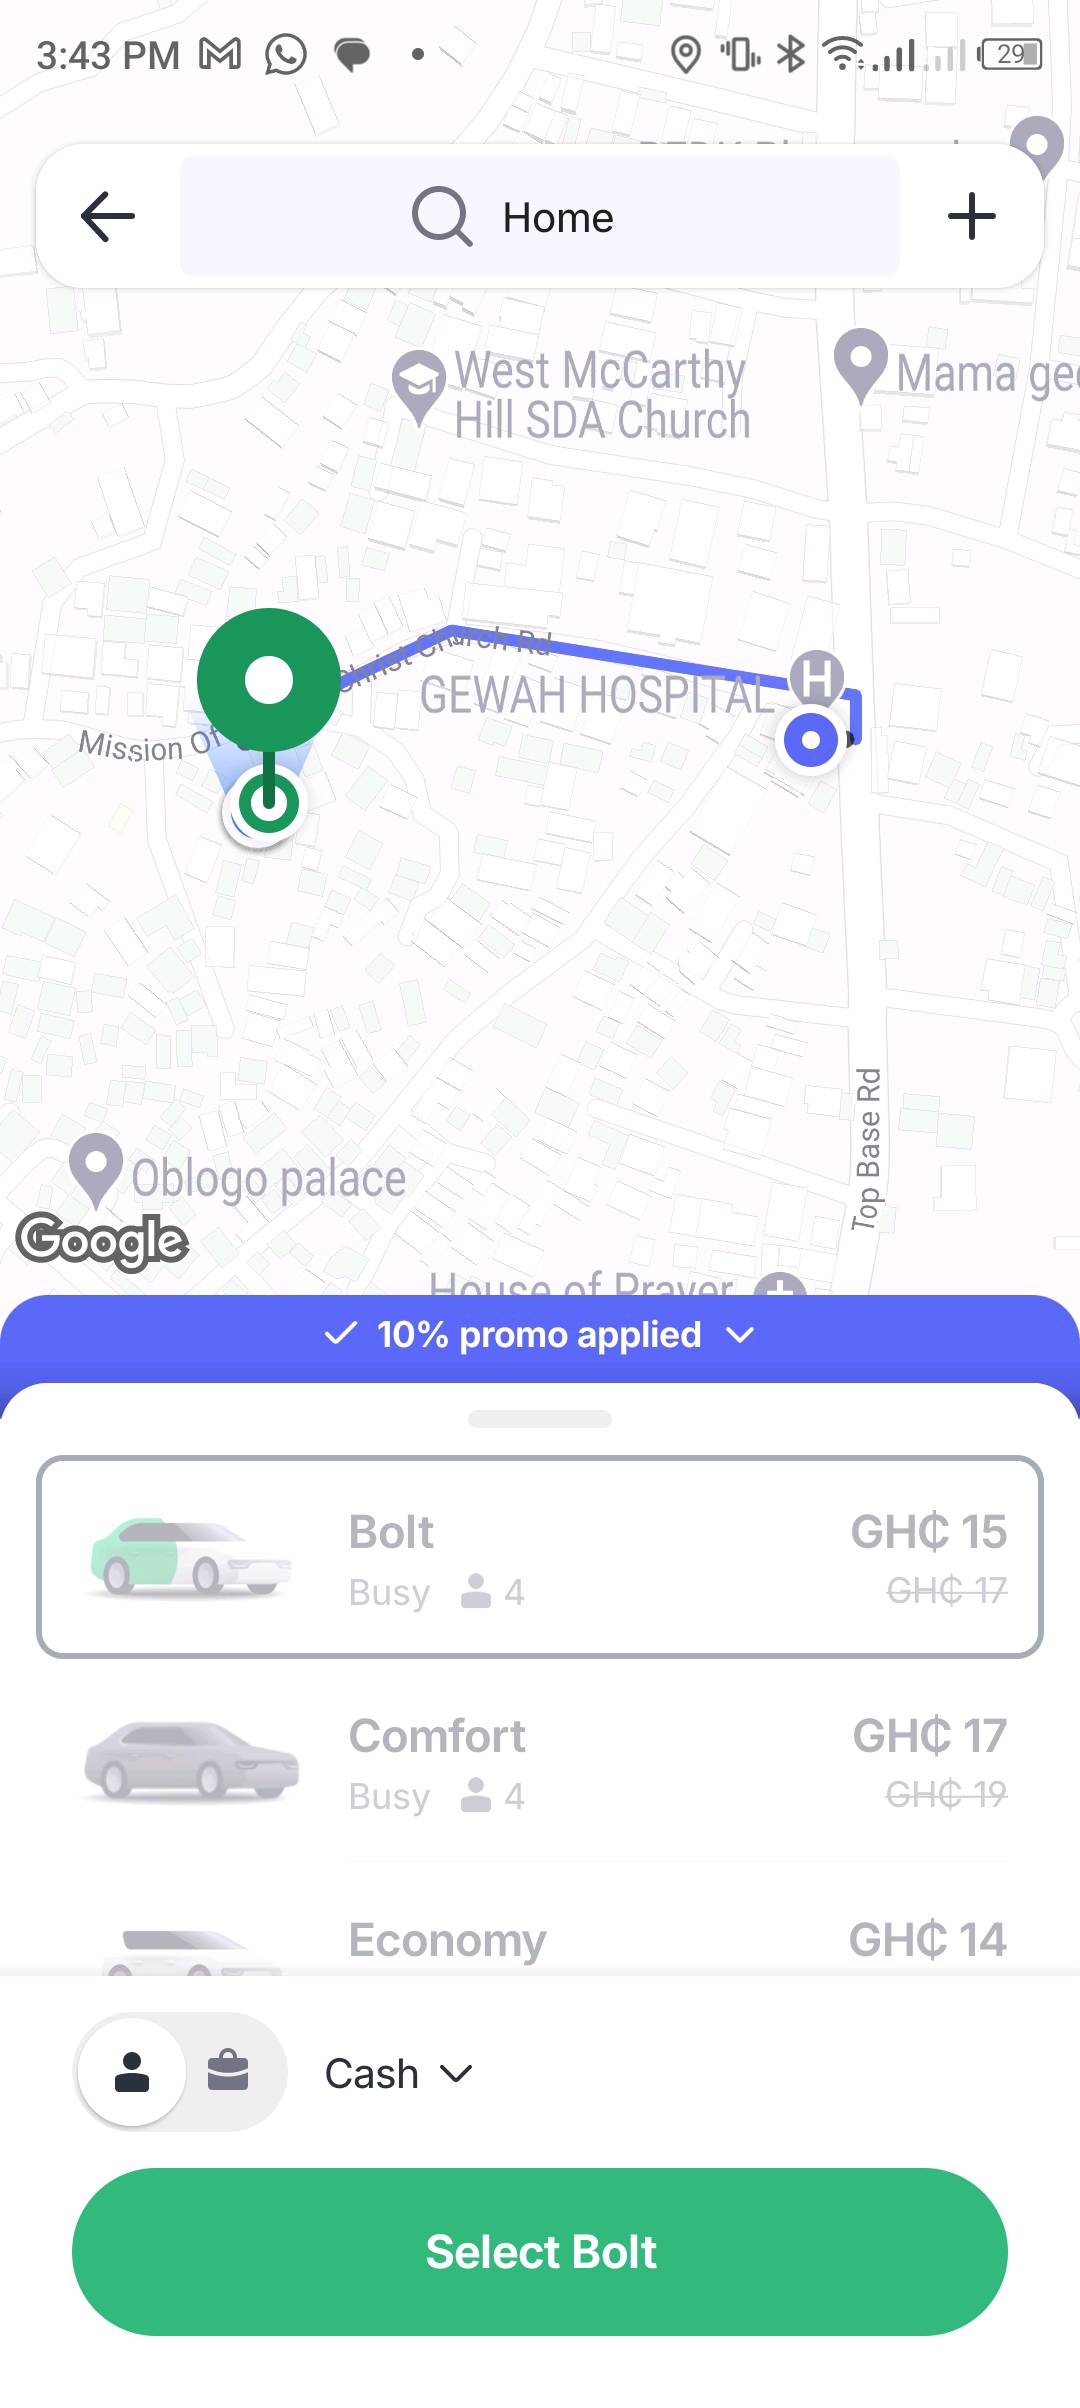 3:43 PM
29
Home
West McCarthy
Hill SDA Church
Mama gee
Christ Church Rd
GEWAH HOSPITAL
H
Mission Of
Top Base Rd
Oblogo palace
Google
House of Prayer
10% promo applied
Bolt
GH₵ 15
Busy 4
GH₵ 17
Comfort
GH₵ 17
Busy 4
GH₵ 19
Economy
GH₵ 14
Cash
Select Bolt